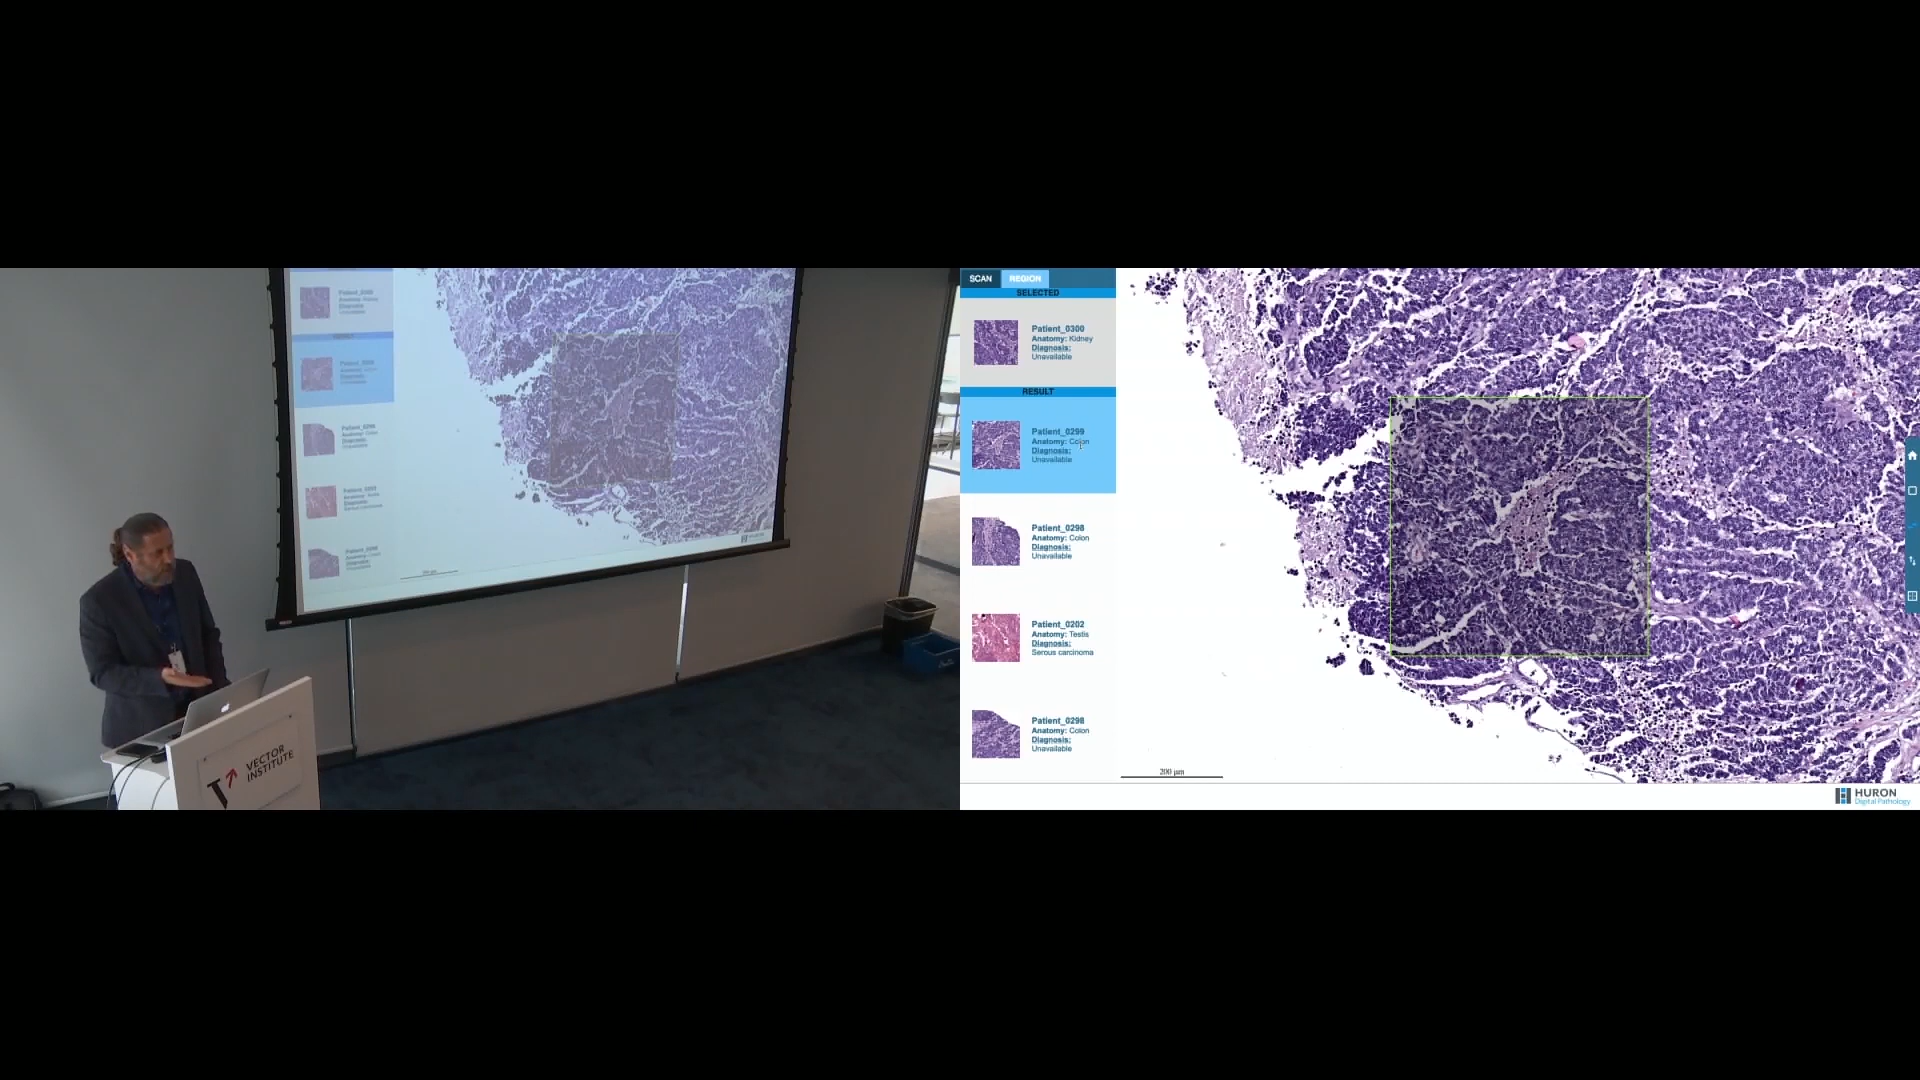 VECTOR
INSTITUTE
SCAN REGION
SELECTED
Patient_0300
Anatomy: Kidney
Diagnosis:
Unavailable
RESULT
Patient_0299
Anatomy: Colon
Diagnosis:
Unavailable
Patient_0298
Anatomy: Colon
Diagnosis:
Unavailable
Patient_0202
Anatomy: Testis
Diagnosis:
Serous carcinoma
Patient_0298
Anatomy: Colon
Diagnosis:
Unavailable
200 µm
HURON
Digital Pathology